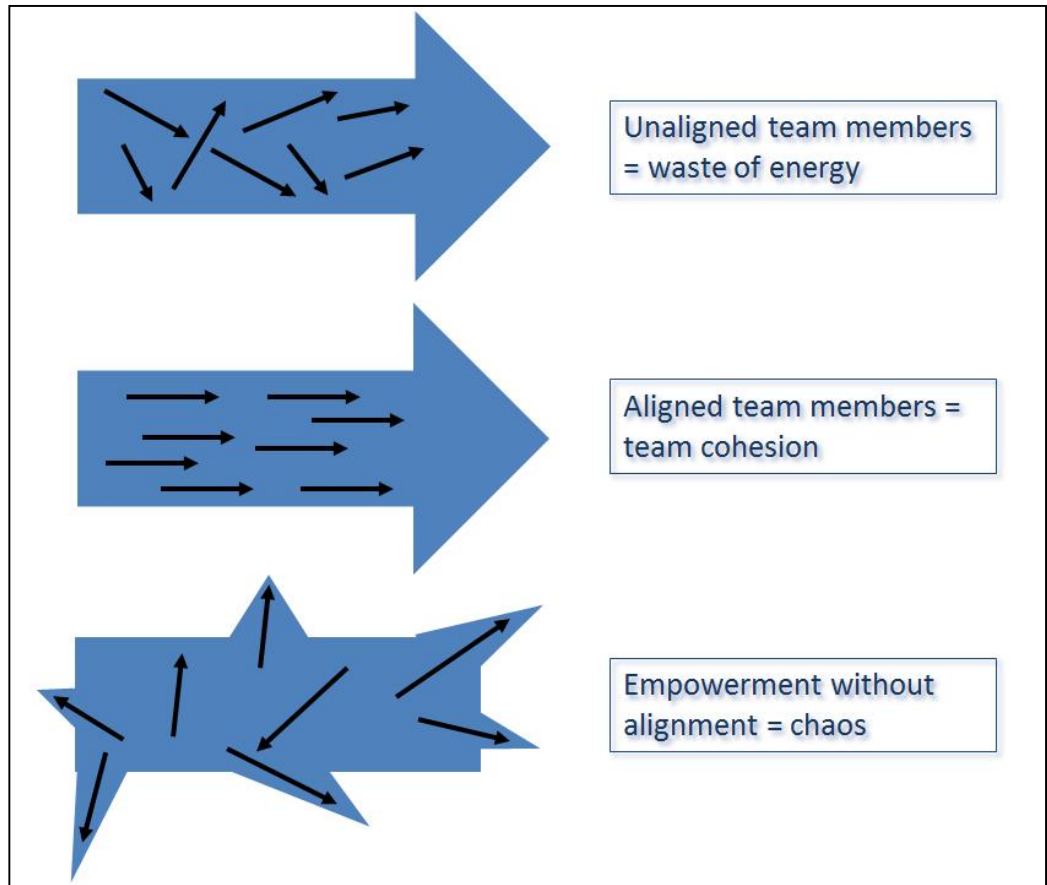 Unaligned team members
= waste of energy
Aligned team members =
team cohesion
Empowerment without
alignment = chaos